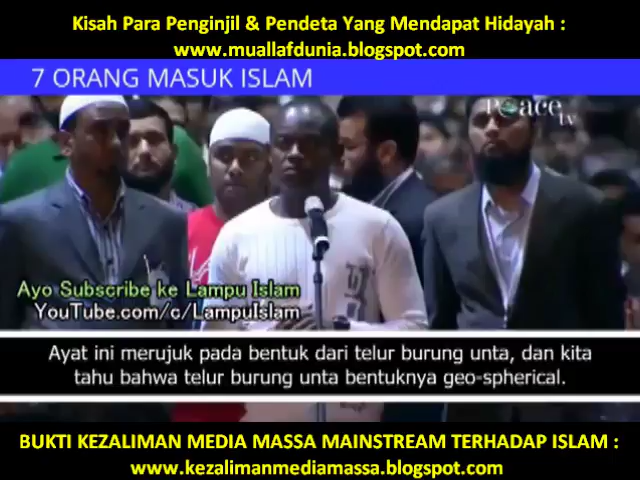 Kisah Para Penginjil & Pendeta Yang Mendapat Hidayah :
www.muallafdunia.blogspot.com
7 ORANG MASUK ISLAM
Peace tv
Ayo Subscribe ke Lampu Islam
YouTube.com/c/LampuIslam
Ayat ini merujuk pada bentuk dari telur burung unta, dan kita
tahu bahwa telur burung unta bentuknya geo-spherical.
BUKTI KEZALIMAN MEDIA MASSA MAINSTREAM TERHADAP ISLAM :
www.kezalimanmediamassa.blogspot.com